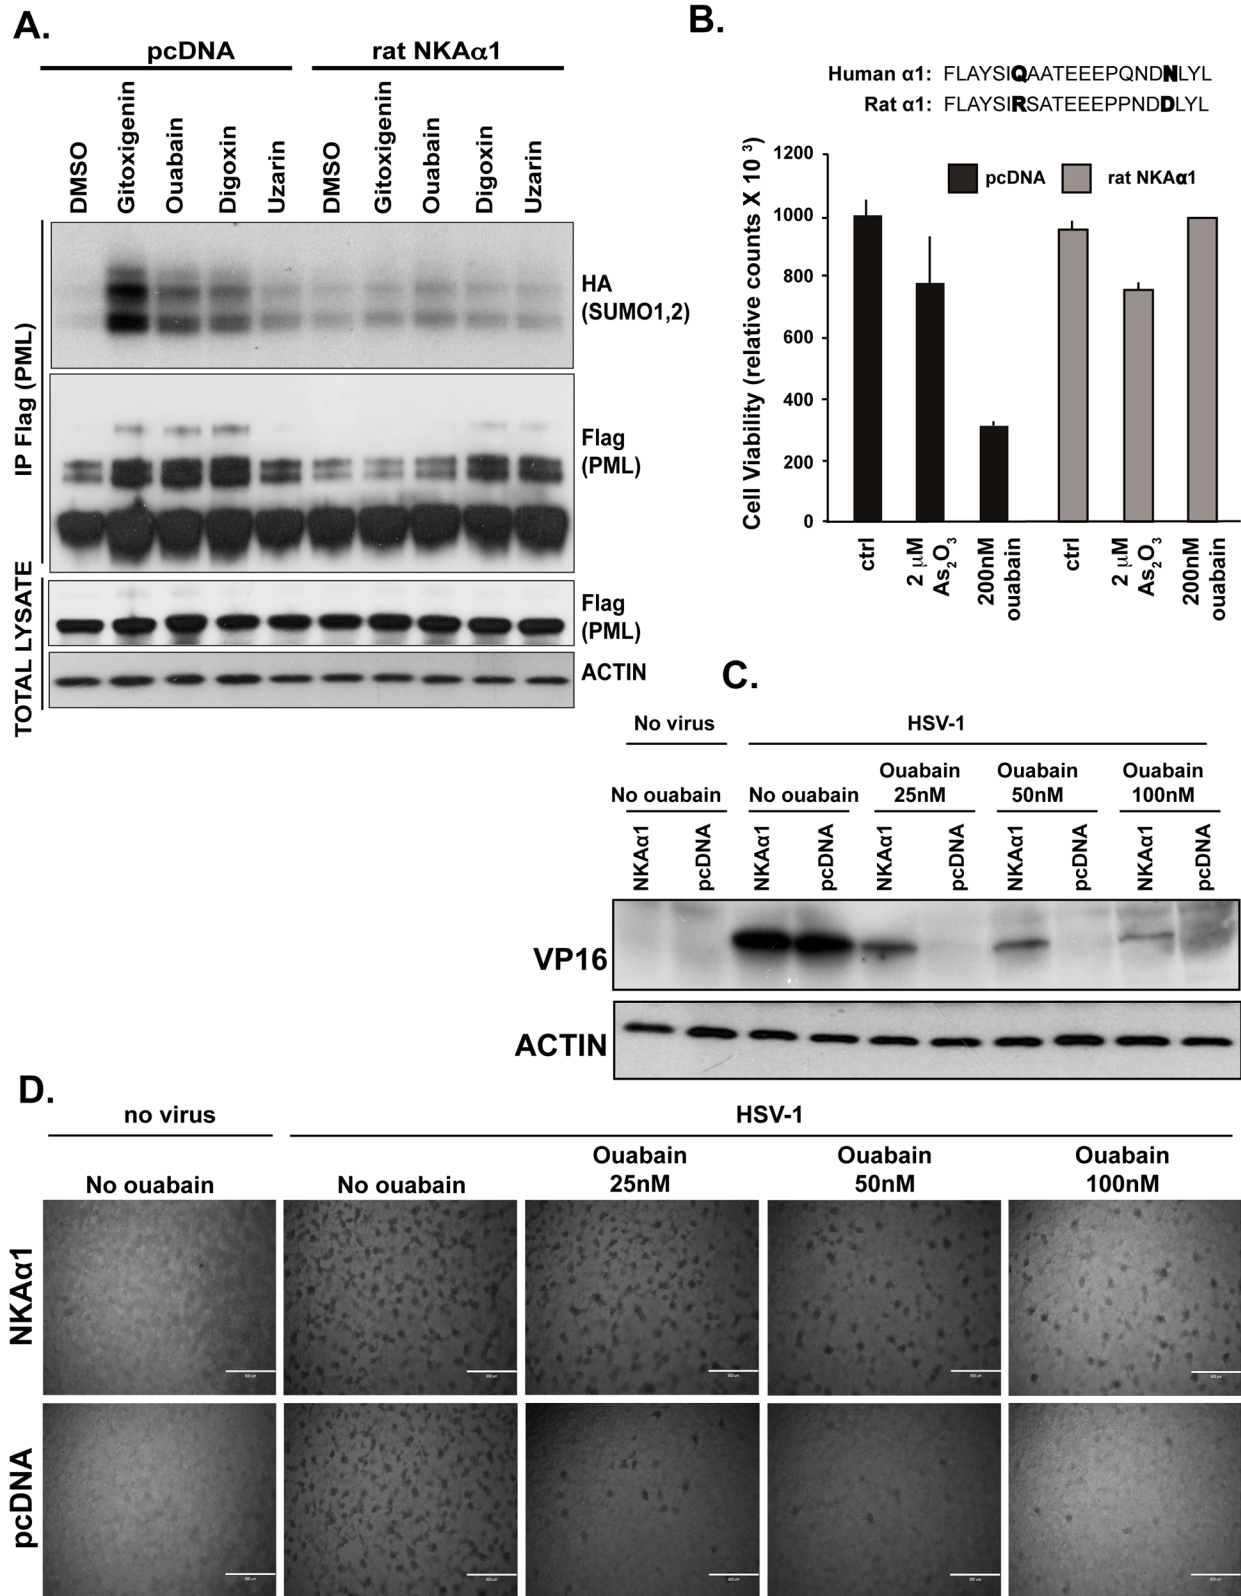 A.
pcDNA
rat NKAα1
DMSO
Gitoxigenin
Ouabain
Digoxin
Uzarin
DMSO
Gitoxigenin
Ouabain
Digoxin
Uzarin
IP Flag (PML)
HA
(SUMO1,2)
Flag
(PML)
TOTAL LYSATE
Flag
(PML)
ACTIN
B.
Human α1: FLAYSIQAATEEEPQNDNLYL
Rat α1: FLAYSIRSATEEEPPNDDLYL
Cell Viability (relative counts X 10 ³)
1200
1000
800
600
400
200
0
pcDNA
rat NKAα1
ctrl
2 μM
As₂O₃
200nM
ouabain
ctrl
2 μM
As₂O₃
200nM
ouabain
C.
No virus
HSV-1
No ouabain
No ouabain
Ouabain
25nM
Ouabain
50nM
Ouabain
100nM
NKAα1
pcDNA
NKAα1
pcDNA
NKAα1
pcDNA
NKAα1
pcDNA
NKAα1
pcDNA
VP16
ACTIN
D.
no virus
HSV-1
No ouabain
No ouabain
Ouabain
25nM
Ouabain
50nM
Ouabain
100nM
NKAα1
pcDNA